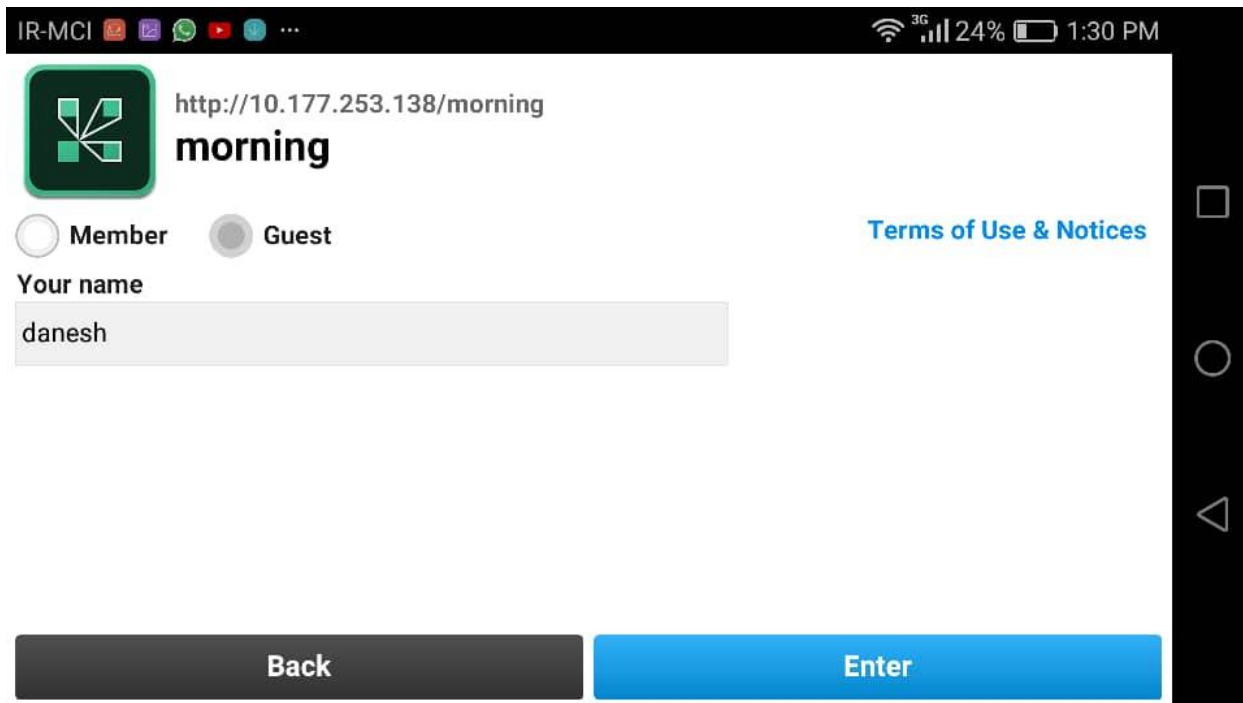 IR-MCI 3G 24% 1:30 PM
http://10.177.253.138/morning
morning
Member Guest Terms of Use & Notices
Your name
danesh
Back Enter